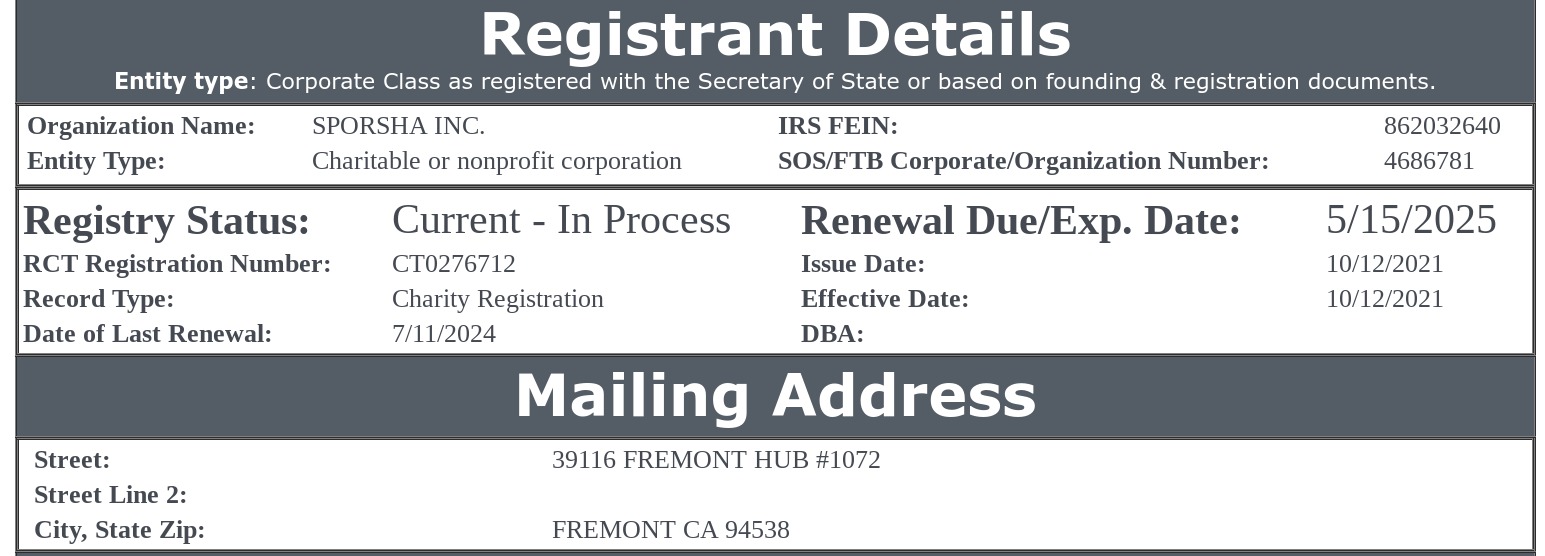 Registrant Details
Entity type: Corporate Class as registered with the Secretary of State or based on founding & registration documents.
Organization Name: SPORSHA INC. IRS FEIN: 862032640
Entity Type: Charitable or nonprofit corporation SOS/FTB Corporate/Organization Number: 4686781
Registry Status: Current - In Process Renewal Due/Exp. Date: 5/15/2025
RCT Registration Number: CT0276712 Issue Date: 10/12/2021
Record Type: Charity Registration Effective Date: 10/12/2021
Date of Last Renewal: 7/11/2024 DBA:
Mailing Address
Street: 39116 FREMONT HUB #1072
Street Line 2:
City, State Zip: FREMONT CA 94538